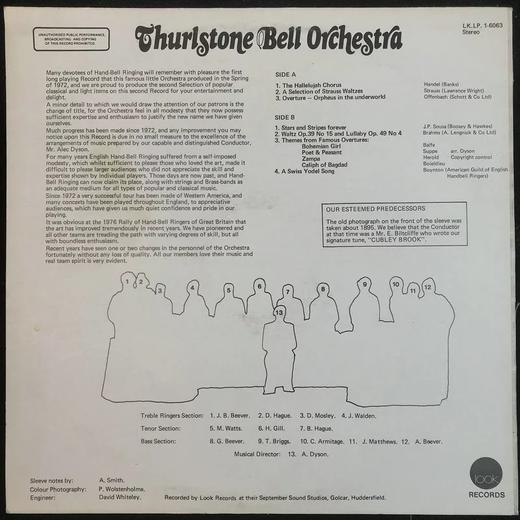 UNAUTHORISED PUBLIC PERFORMANCE,
BROADCASTING AND COPYING
OF THIS RECORD PROHIBITED.
Thurlstone Bell Orchestra
LK.LP. 1-6063
Stereo
Many devotees of Hand-Bell Ringing will remember with pleasure the first
long playing Record that this famous little Orchestra produced in the Spring
of 1972, and we are proud to produce the second Selection of popular
classical and light items on this second Record for your entertainment and
delight.
A minor detail to which we would draw the attention of our patrons is the
change of title, for the Orchestra feel in all modesty that they now possess
sufficient expertise and enthusiasm to justify the new name we have given
ourselves.
Much progress has been made since 1972, and any improvement you may
notice upon this Record is due in no small measure to the excellence of the
arrangements of music prepared by our capable and distinguished Conductor,
Mr. Alec Dyson.
For many years English Hand-Bell Ringing suffered from a self-imposed
modesty, which whilst sufficient to please those who loved the art, made it
difficult to please larger audiences who did not appreciate the skill and
expertise shown by individual players. Those days are now past, and Hand-
Bell Ringing can now claim its place, along with strings and Brass-bands as
an adequate medium for all types of popular and classical music.
Since 1972 a very successful tour has been made of Western America, and
many concerts have been played throughout England, to appreciative
audiences, which have given us much quiet confidence and pride in our
playing.
It was obvious at the 1976 Rally of Hand-Bell Ringers of Great Britain that
the art has improved tremendously in recent years. We have pioneered and
all other teams are treading the path with varying degrees of skill, but all
with boundless enthusiasm.
Recent years have seen one or two changes in the personnel of the Orchestra
fortunately without any loss of quality. All our members love their music and
real team spirit is very evident.
SIDE A
1. The Hallelujah Chorus Handel (Banks)
2. A Selection of Strauss Waltzes Strauss (Lawrence Wright)
3. Overture — Orpheus in the underworld Offenbach (Schott & Co Ltd)
SIDE B
1. Stars and Stripes forever J.P. Sousa (Boosey & Hawkes)
2. Waltz Op.39 No 15 and Lullaby Op. 49 No 4 Brahms (A. Lengnick & Co Ltd)
3. Themes from Famous Overtures:
Bohemian Girl Balfe
Poet & Peasant Suppe arr. Dyson
Zampa Herold Copyright control
Caliph of Bagdad Boieldieu
4. A Swiss Yodel Song Boynton (American Guild of English
Handbell Ringers)
OUR ESTEEMED PREDECESSORS
The old photograph on the front of the sleeve was
taken about 1895. We believe that the Conductor
at that time was a Mr. E. Biltcliffe who wrote our
signature tune, "CUBLEY BROOK".
1 2 3 4 5 6 7 8 9 10 11 12
13
Treble Ringers Section: 1. J. B. Beever. 2. D. Hague. 3. D. Mosley. 4. J. Walden.
Tenor Section: 5. M. Watts. 6. H. Gill. 7. B. Hague.
Bass Section: 8. G. Beever. 9. T. Briggs. 10. C. Armitage. 11. J. Matthews. 12. A. Beever.
Musical Director: 13. A. Dyson.
Sleeve notes by: A. Smith.
Colour Photography: P. Wolstenholme.
Engineer: David Whiteley.
Recorded by Look Records at their September Sound Studios, Golcar, Huddersfield.
look
RECORDS